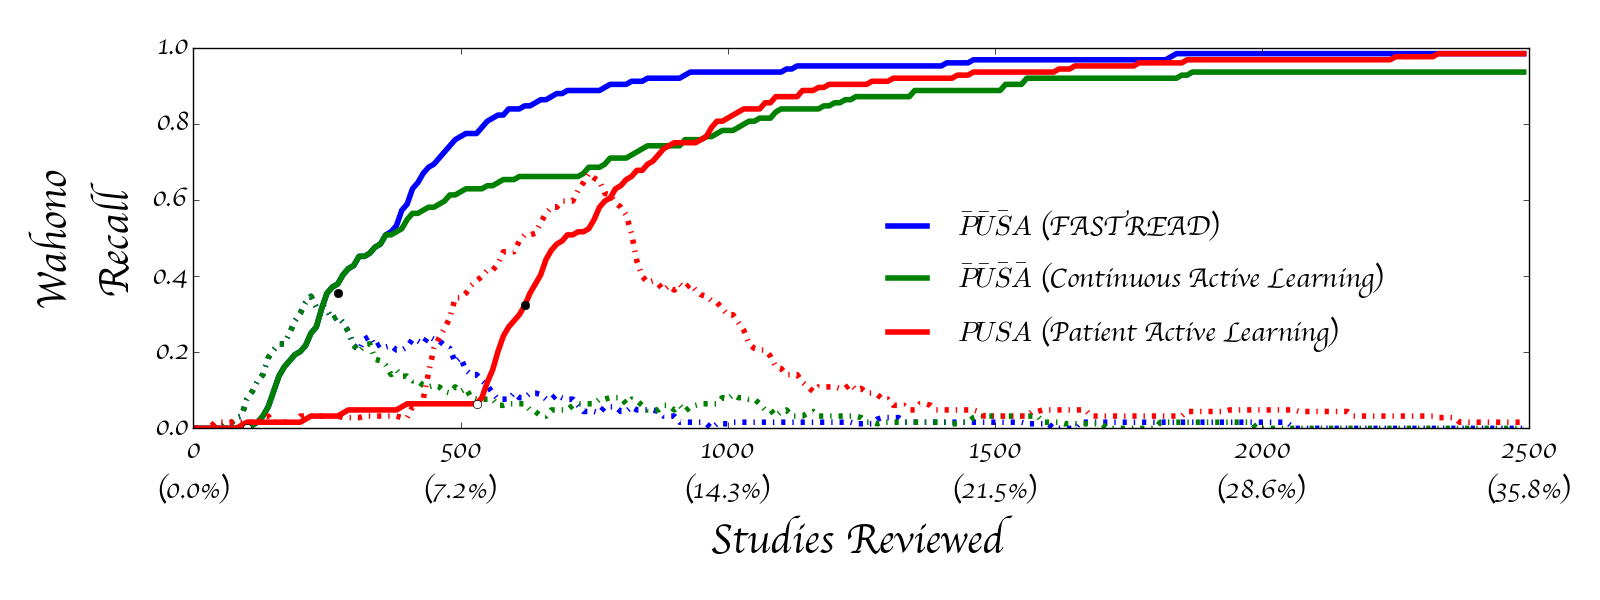 Wahono
Recall
1.0
0.8
0.6
0.4
0.2
0.0
P̄ŪS̄A (FASTREAD)
P̄ŪS̄Ā (Continuous Active Learning)
PUSA (Patient Active Learning)
0 500 1000 1500 2000 2500
(0.0%) (7.2%) (14.3%) (21.5%) (28.6%) (35.8%)
Studies Reviewed